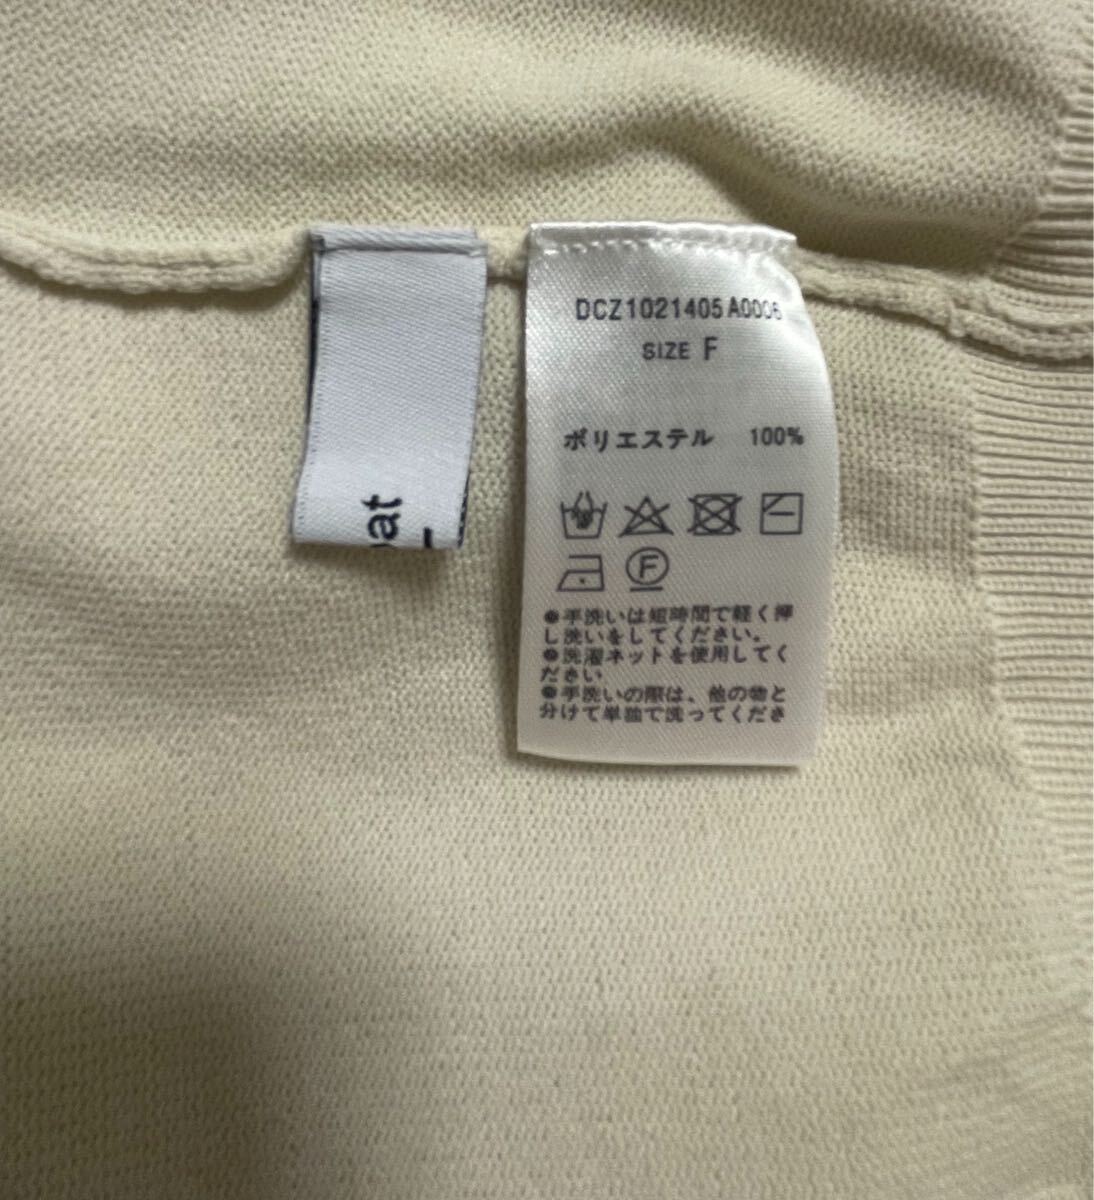 DCZ1021405A0006
SIZE F
ポリエステル 100%
F
●手洗いは短時間で軽く押
し洗いをしてください。
●洗濯ネットを使用してく
ださい
●手洗いの際は、他の物と
分けて単独で洗ってくださ